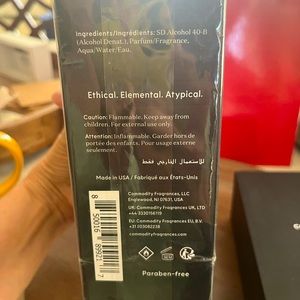 Ingredients/Ingrédients: SD Alcohol 40-B
(Alcohol Denat.), Parfum/Fragrance,
Aqua/Water/Eau.
Ethical. Elemental. Atypical.
Caution: Flammable. Keep away from
children. For external use only.
Attention: Inflammable. Garder hors de
portée des enfants. Pour usage externe
seulement.
للاستعمال الخارجي فقط
Made in USA / Fabriqué aux États-Unis
Commodity Fragrances, LLC
Englewood, NJ 07631, USA
UK: Commodity Fragrances UK, LTD
+44 3330156119
EU: Commodity Fragrances EU, B.V.
+31 203082238
commodityfragrances.com
Paraben-free